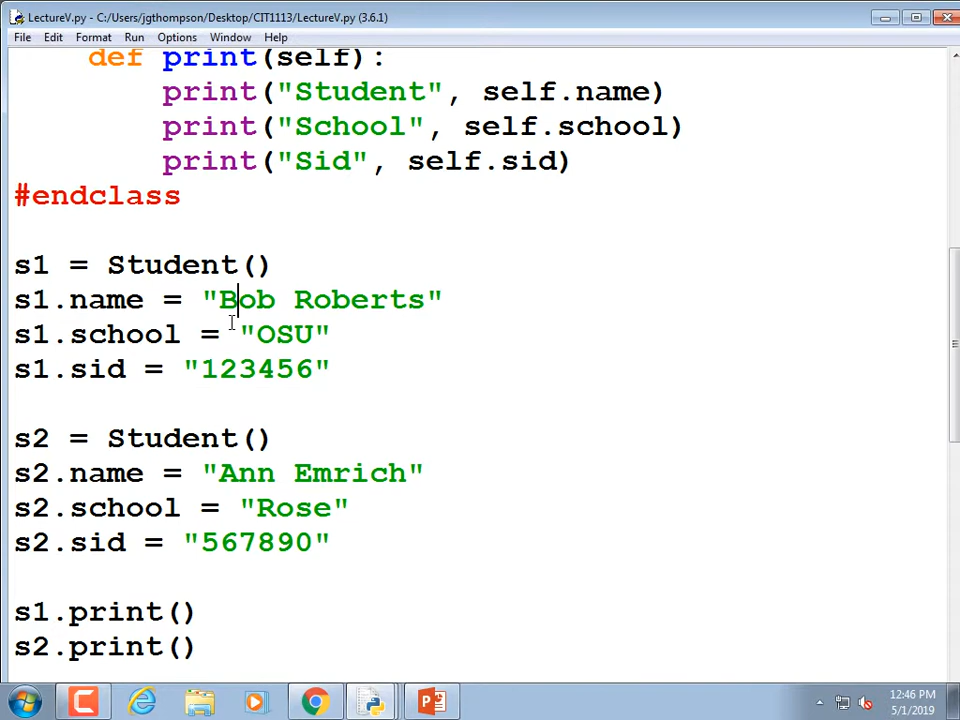 LectureV.py - C:/Users/jgthompson/Desktop/CIT1113/LectureV.py (3.6.1)
File Edit Format Run Options Window Help
def print(self):
print("Student", self.name)
print("School", self.school)
print("Sid", self.sid)
#endclass
s1 = Student()
s1.name = "Bob Roberts"
s1.school = "OSU"
s1.sid = "123456"
s2 = Student()
s2.name = "Ann Emrich"
s2.school = "Rose"
s2.sid = "567890"
s1.print()
s2.print()
12:46 PM
5/1/2019